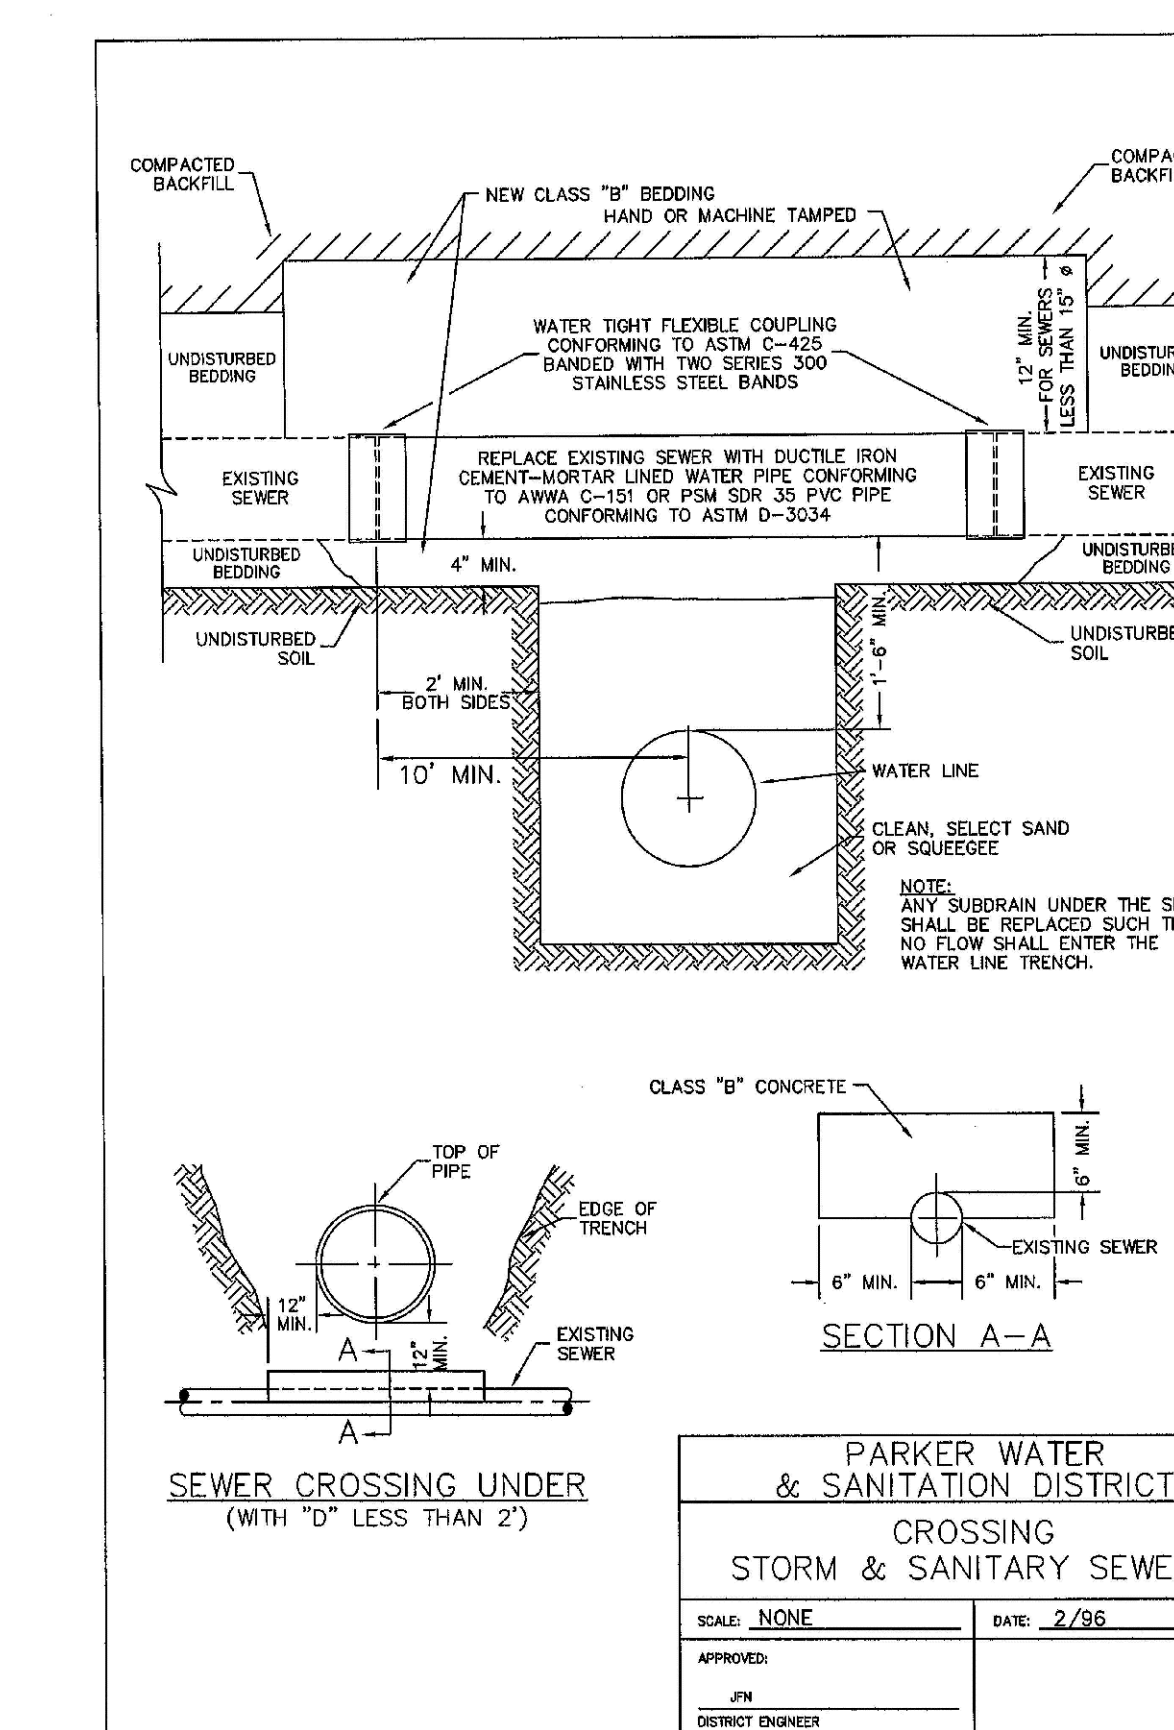 COMPACTED
BACKFILL
NEW CLASS "B" BEDDING
HAND OR MACHINE TAMPED
WATER TIGHT FLEXIBLE COUPLING
CONFORMING TO ASTM C-425
BANDED WITH TWO SERIES 300
STAINLESS STEEL BANDS
12" MIN.
FOR SEWERS
LESS THAN 15" ø
UNDISTURBED
BEDDING
EXISTING
SEWER
REPLACE EXISTING SEWER WITH DUCTILE IRON
CEMENT-MORTAR LINED WATER PIPE CONFORMING
TO AWWA C-151 OR PSM SDR 35 PVC PIPE
CONFORMING TO ASTM D-3034
EXISTING
SEWER
UNDISTURBED
BEDDING
4" MIN.
BEDDING
UNDISTURBED
SOIL
SOIL
1'-6" MIN.
2' MIN.
BOTH SIDES
10' MIN.
WATER LINE
CLEAN, SELECT SAND
OR SQUEEGEE
NOTE:
ANY SUBDRAIN UNDER THE
SHALL BE REPLACED SUCH
NO FLOW SHALL ENTER THE
WATER LINE TRENCH.
CLASS "B" CONCRETE
6" MIN.
EXISTING SEWER
6" MIN. 6" MIN.
SECTION A-A
TOP OF
PIPE
EDGE OF
TRENCH
12"
MIN.
12"
MIN.
A
EXISTING
SEWER
A
SEWER CROSSING UNDER
(WITH "D" LESS THAN 2')
PARKER WATER
& SANITATION DISTRICT
CROSSING
STORM & SANITARY
SCALE: NONE DATE: 2/96
APPROVED:
JFN
DISTRICT ENGINEER